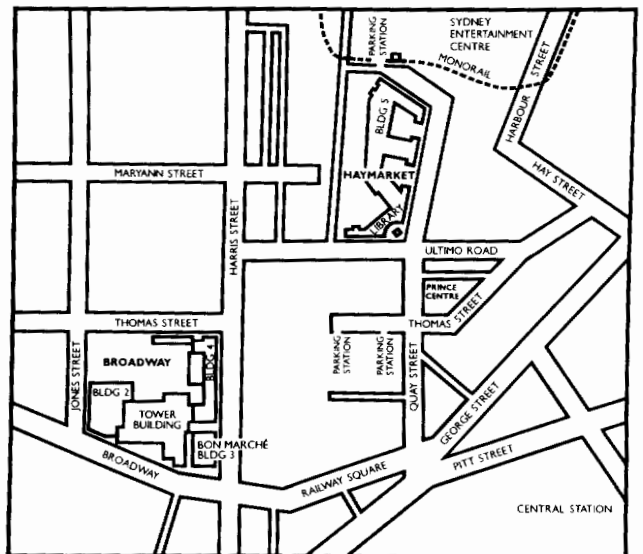 PARKING
STATION
SYDNEY
ENTERTAINMENT
CENTRE
MONORAIL
HARBOUR STREET
BLDG 5
HAY STREET
MARYANN STREET
HAYMARKET
LIBRARY
HARRIS STREET
ULTIMO ROAD
PRINCE
CENTRE
THOMAS STREET
THOMAS STREET
PARKING
STATION
PARKING
STATION
QUAY STREET
BROADWAY
BLDG 4
JONES STREET
BLDG 2
TOWER
BUILDING
BON MARCHÉ
BLDG 3
GEORGE STREET
BROADWAY
RAILWAY SQUARE
PITT STREET
CENTRAL STATION